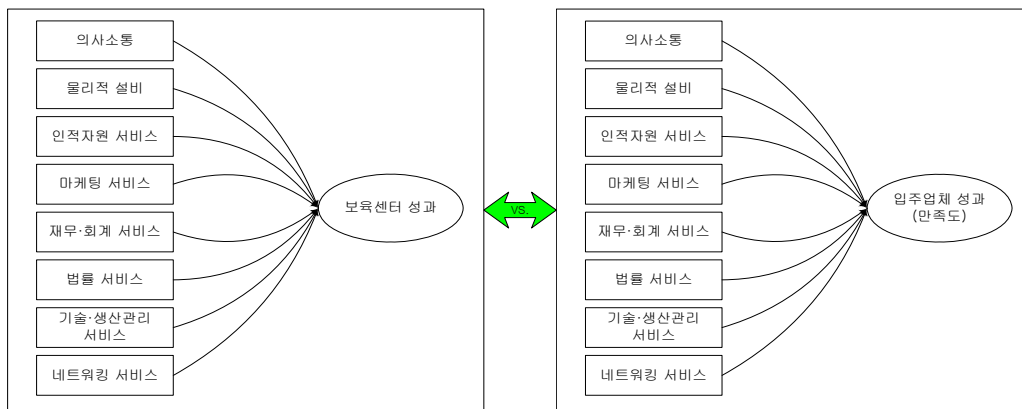 의사소통
물리적 설비
인적자원 서비스
마케팅 서비스
재무·회계 서비스
법률 서비스
기술·생산관리
서비스
네트워킹 서비스
보육센터 성과
VS.
의사소통
물리적 설비
인적자원 서비스
마케팅 서비스
재무·회계 서비스
법률 서비스
기술·생산관리
서비스
네트워킹 서비스
입주업체 성과
(만족도)